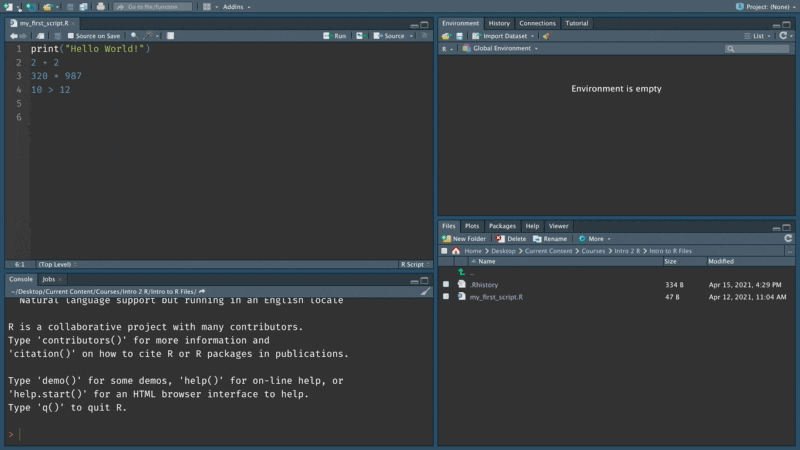 Go to file/function
Addins
Project: (None)
my_first_script.R
Source on Save
Run
Source
1 print("Hello World!")
2 2 + 2
3 320 * 987
4 10 > 12
5
6
6:1
(Top Level)
R Script
Console
Jobs
~/Desktop/Current Content/Courses/Intro 2 R/Intro to R Files/
Natural language support but running in an English locale
R is a collaborative project with many contributors.
Type 'contributors()' for more information and
'citation()' on how to cite R or R packages in publications.
Type 'demo()' for some demos, 'help()' for on-line help, or
'help.start()' for an HTML browser interface to help.
Type 'q()' to quit R.
>
Environment
History
Connections
Tutorial
Import Dataset
List
R
Global Environment
Environment is empty
Files
Plots
Packages
Help
Viewer
New Folder
Delete
Rename
More
Home > Desktop > Current Content > Courses > Intro 2 R > Intro to R Files
...
Name
Size
Modified
..
.Rhistory
334 B
Apr 15, 2021, 4:29 PM
my_first_script.R
47 B
Apr 12, 2021, 11:04 AM